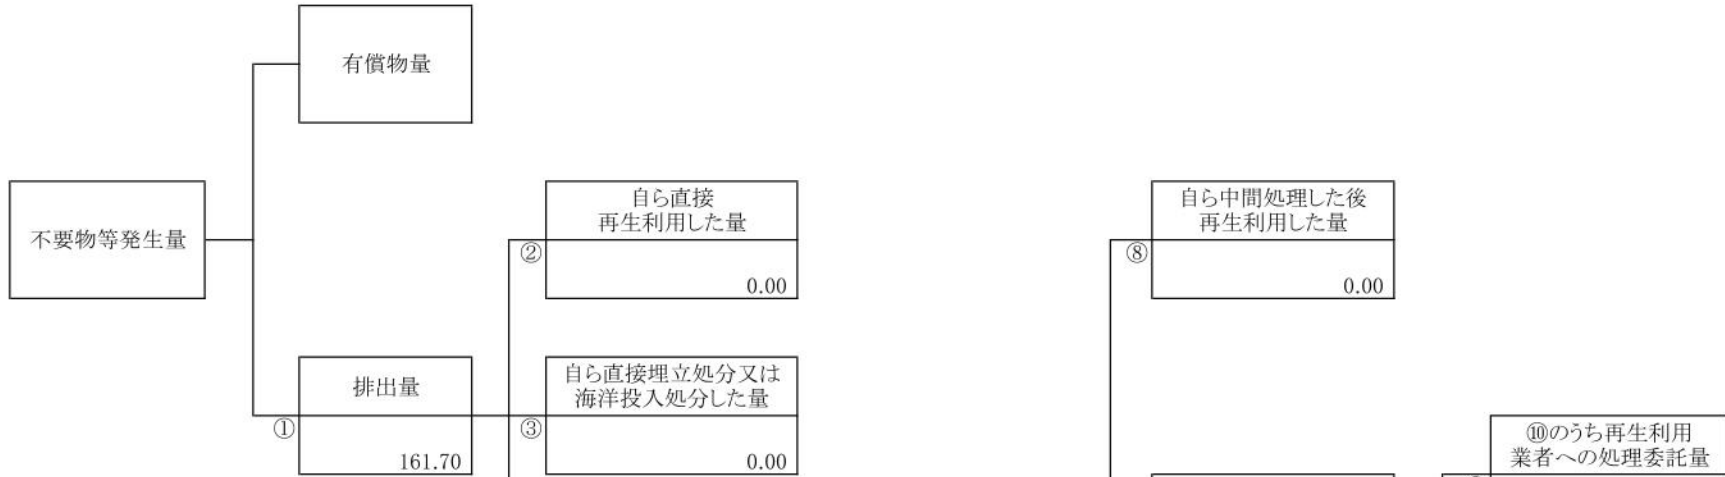 有償物量
不要物等発生量
自ら直接
再生利用した量
②
0.00
自ら中間処理した後
再生利用した量
⑧
0.00
排出量
①
161.70
自ら直接埋立処分又は
海洋投入処分した量
③
0.00
⑩のうち再生利用
業者への処理委託量